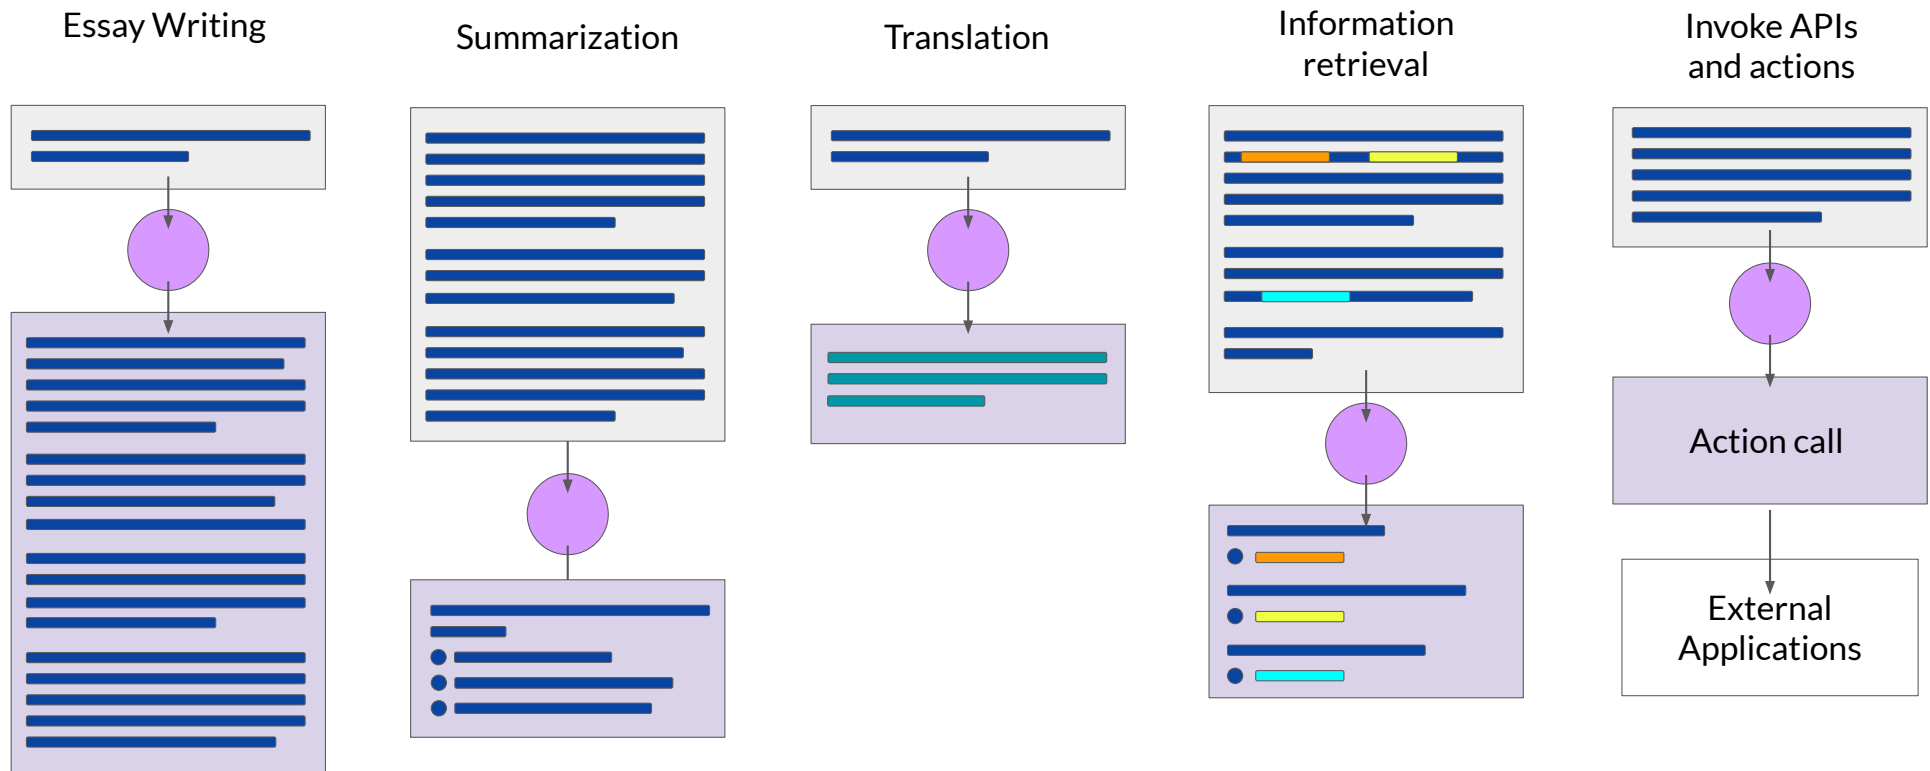 Essay Writing
Summarization
Translation
Information
retrieval
Invoke APIs
and actions
Action call
External
Applications